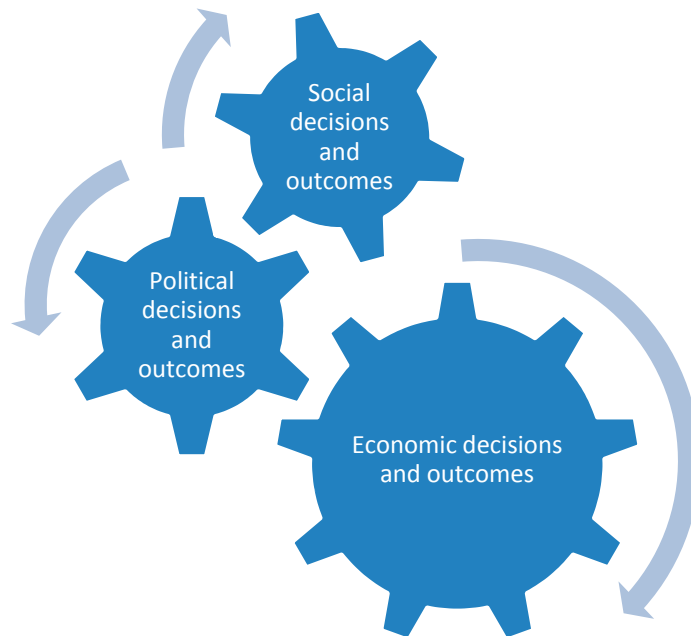 Social
decisions
and
outcomes
Political
decisions
and
outcomes
Economic decisions
and outcomes